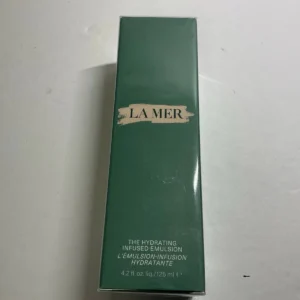 LA MER
THE HYDRATING
INFUSED EMULSION
L'ÉMULSION-INFUSION
HYDRATANTE
4.2 fl. oz. liq./125 ml ℮